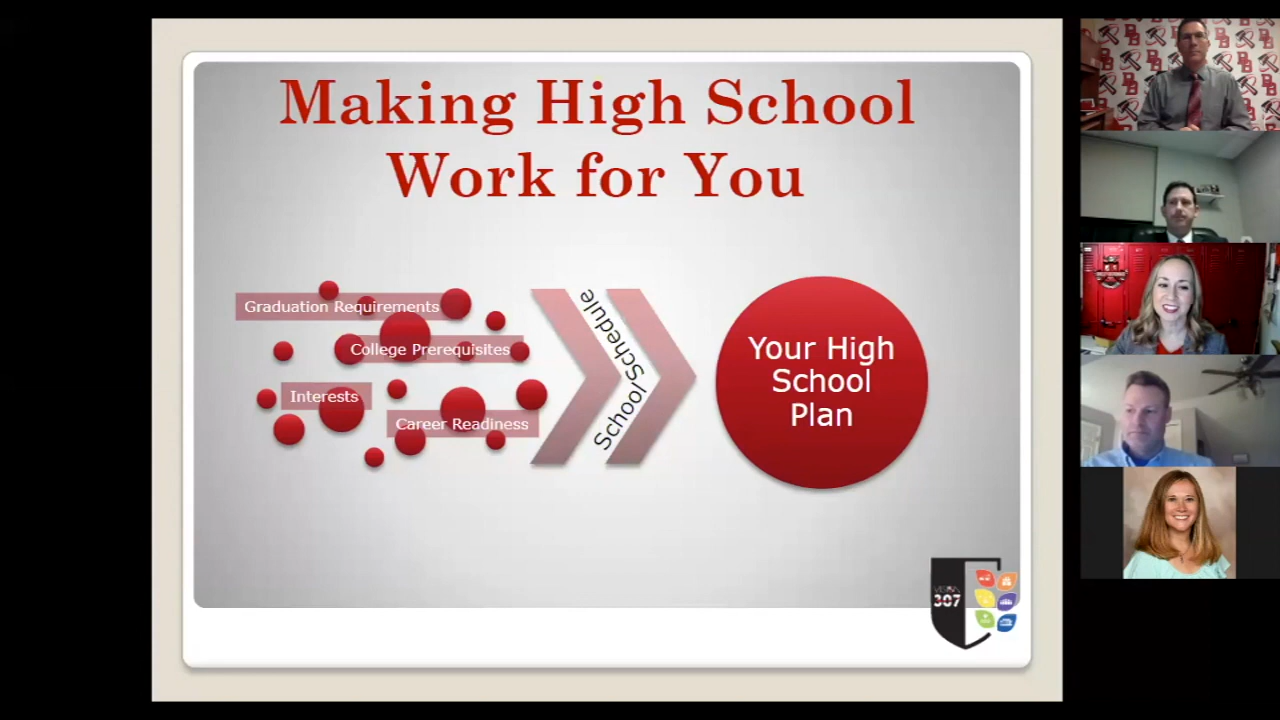 Making High School
Work for You
Graduation Requirements
College Prerequisites
Interests
Career Readiness
School/Schedule
Your High
School
Plan
307